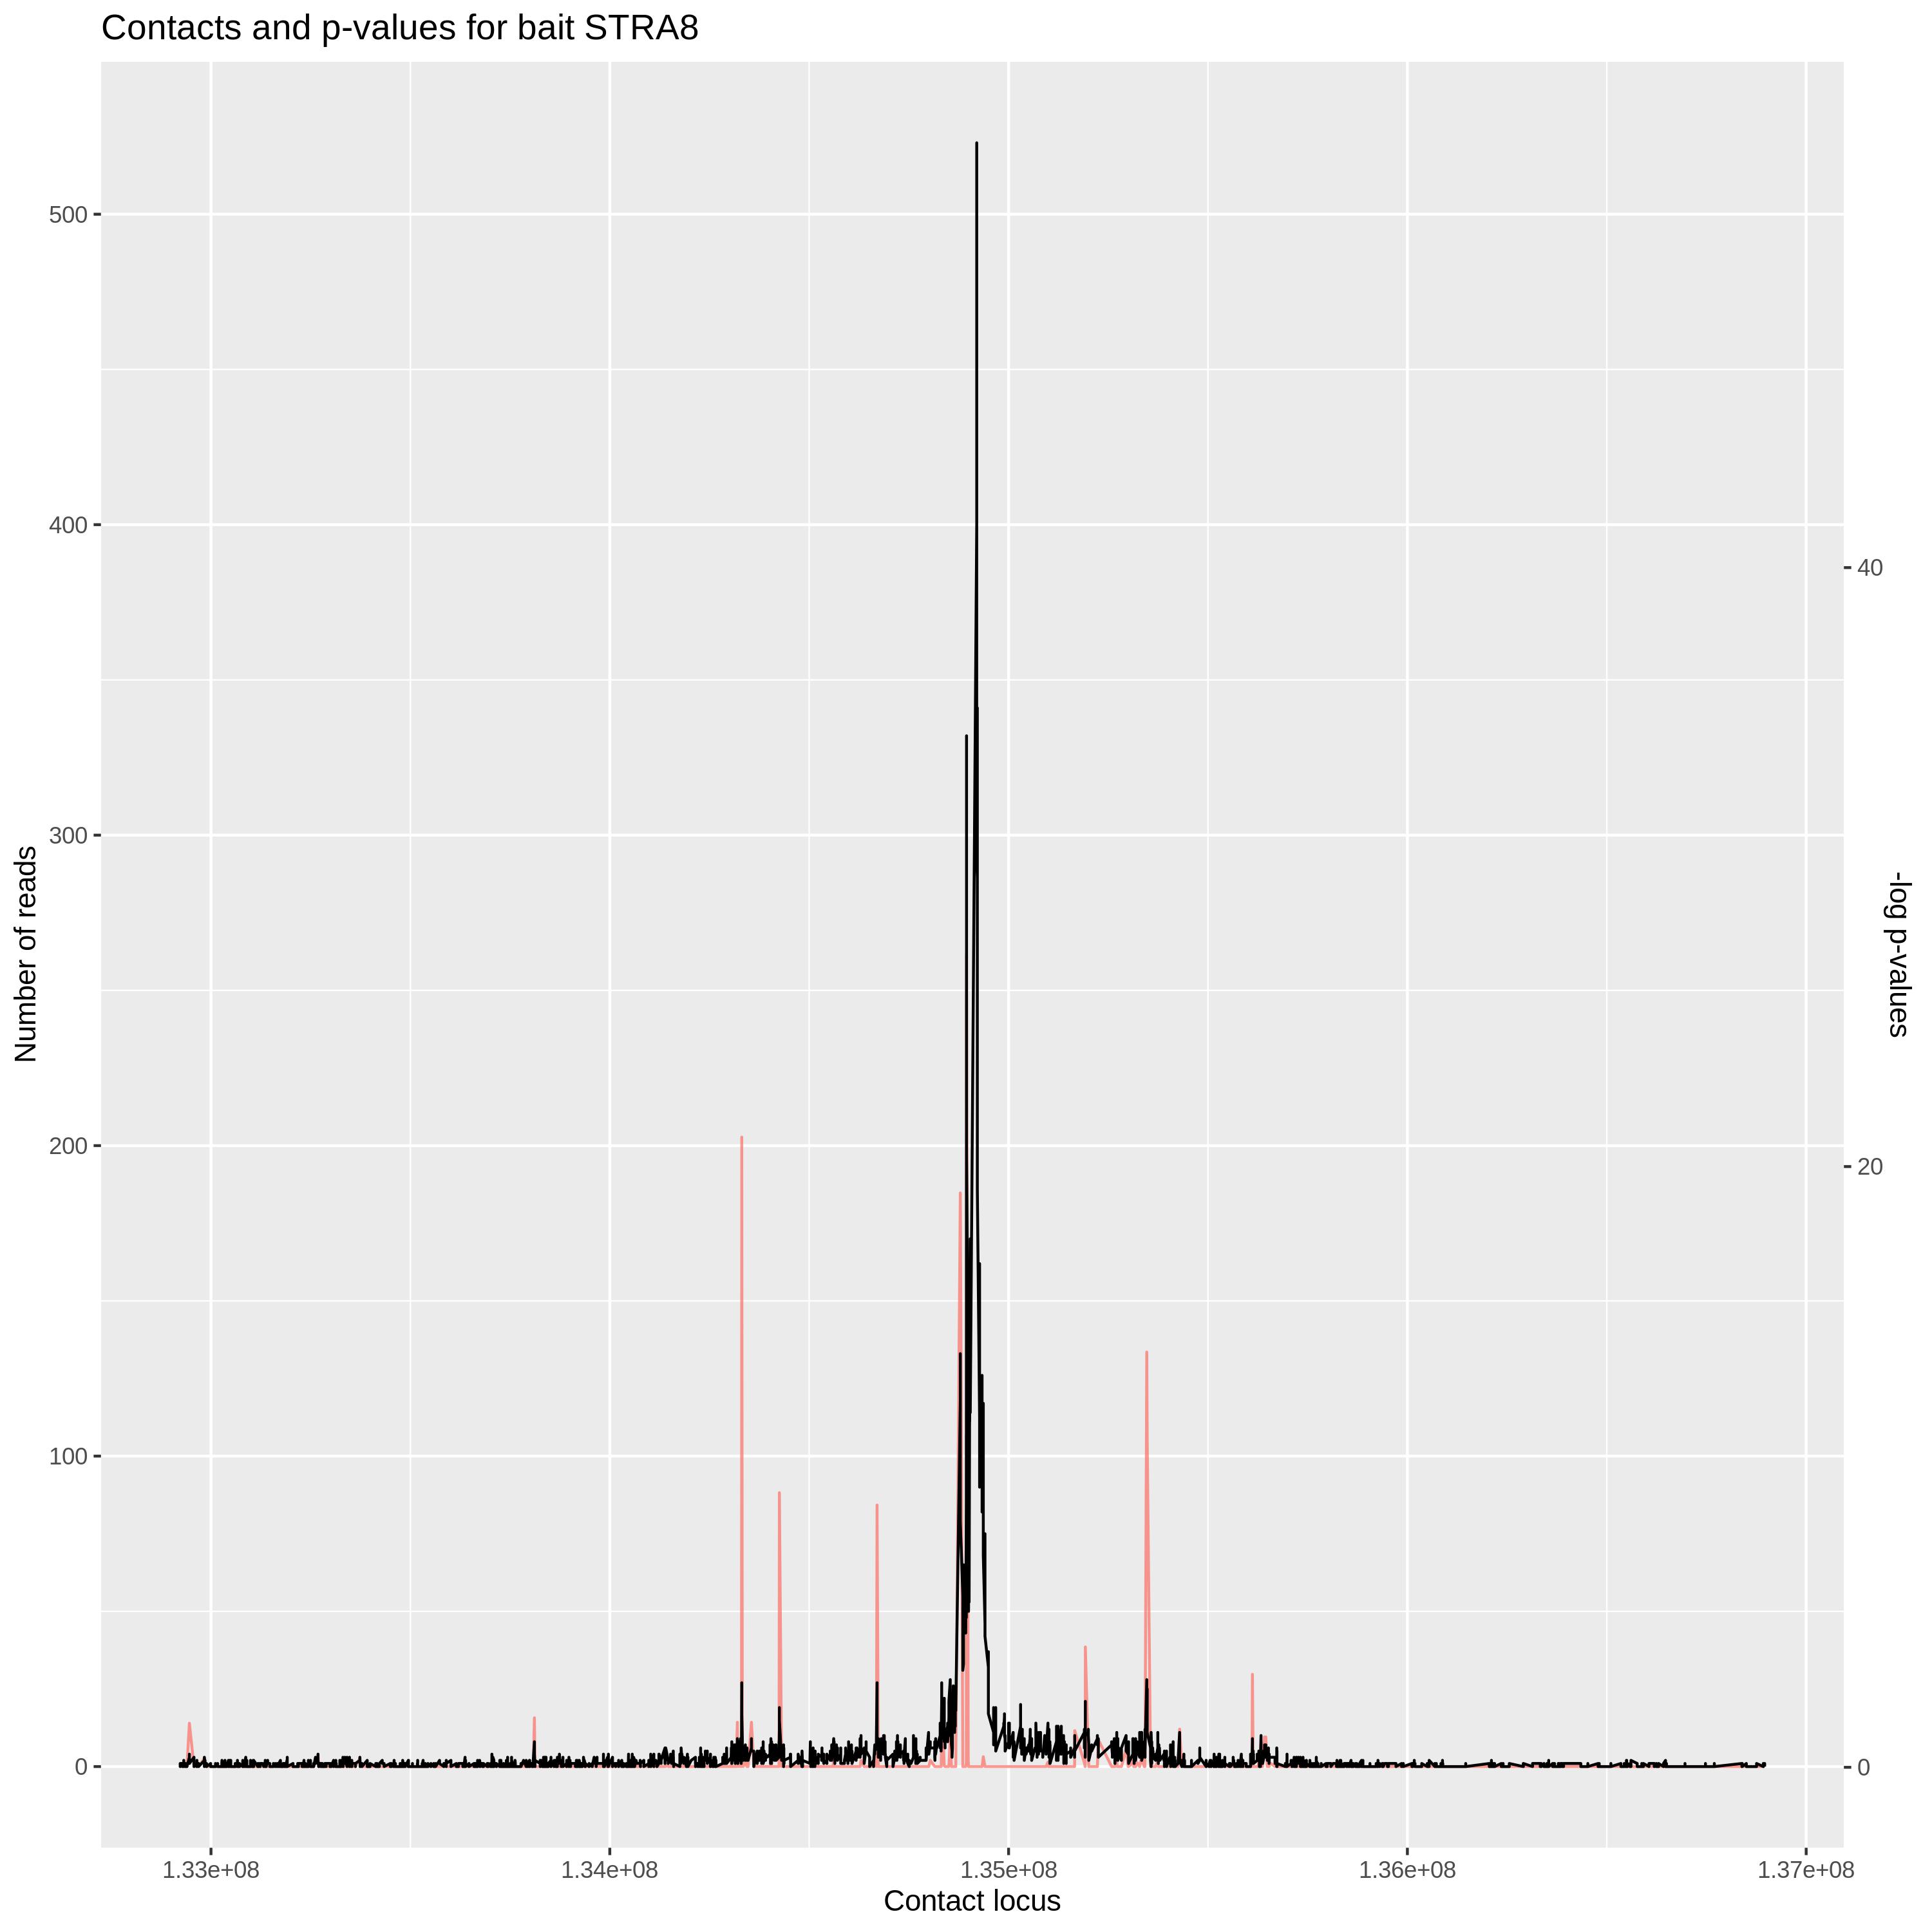 Contacts and p-values for bait STRA8
500
400
300
200
100
0
Number of reads
40
20
0
-log p-values
1.33e+08
1.34e+08
1.35e+08
1.36e+08
1.37e+08
Contact locus